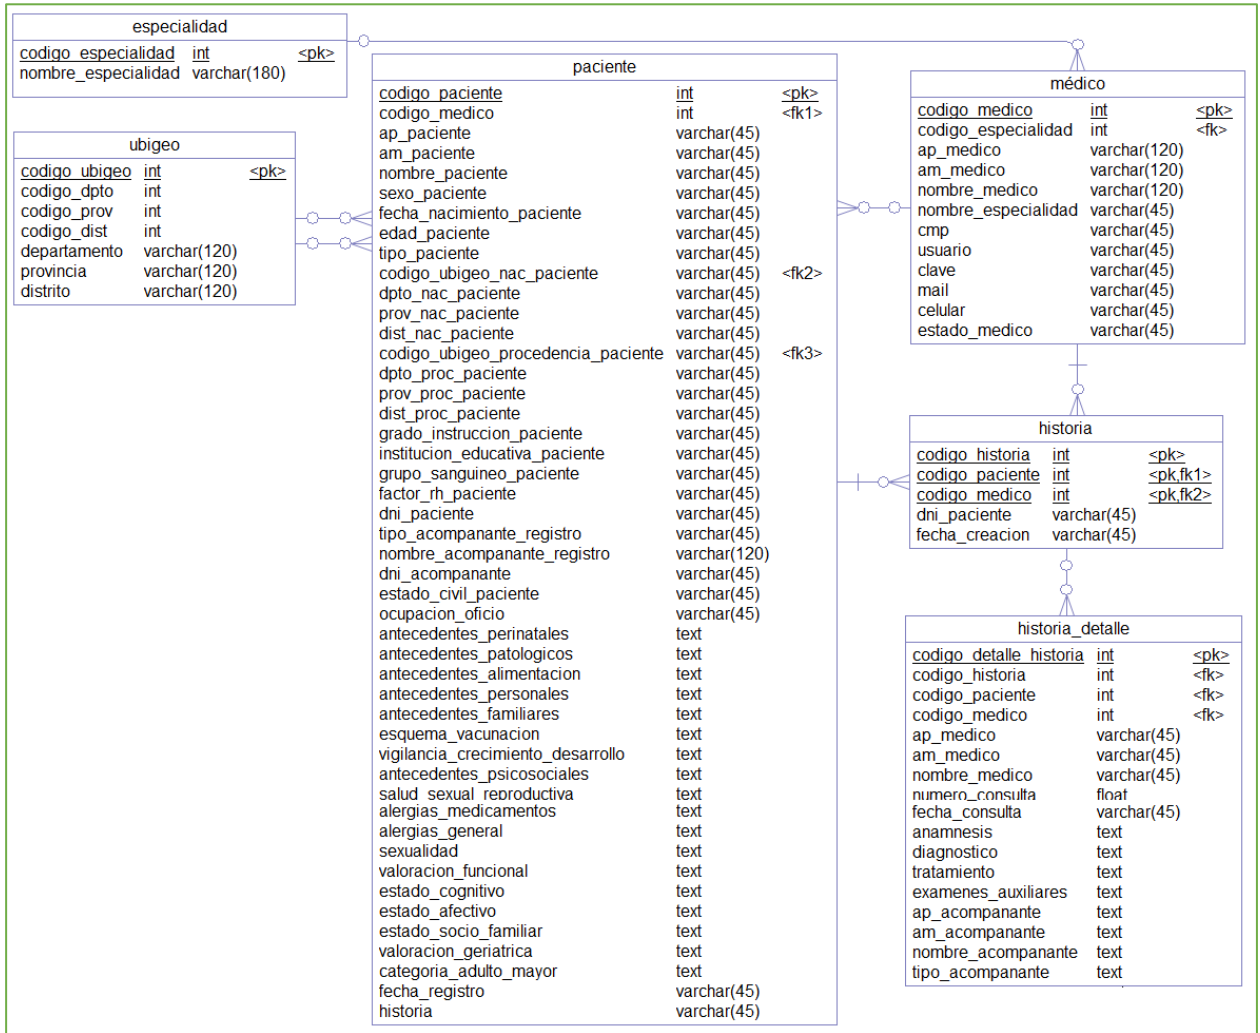 especialidad
codigo_especialidad int <pk>
nombre_especialidad varchar(180)
ubigeo
codigo_ubigeo int <pk>
codigo_dpto int
codigo_prov int
codigo_dist int
departamento varchar(120)
provincia varchar(120)
distrito varchar(120)
paciente
codigo_paciente int <pk>
codigo_medico int <fk1>
ap_paciente varchar(45)
am_paciente varchar(45)
nombre_paciente varchar(45)
sexo_paciente varchar(45)
fecha_nacimiento_paciente varchar(45)
edad_paciente varchar(45)
tipo_paciente varchar(45)
codigo_ubigeo_nac_paciente varchar(45) <fk2>
dpto_nac_paciente varchar(45)
prov_nac_paciente varchar(45)
dist_nac_paciente varchar(45)
codigo_ubigeo_procedencia_paciente varchar(45) <fk3>
dpto_proc_paciente varchar(45)
prov_proc_paciente varchar(45)
dist_proc_paciente varchar(45)
grado_instruccion_paciente varchar(45)
institucion_educativa_paciente varchar(45)
grupo_sanguineo_paciente varchar(45)
factor_rh_paciente varchar(45)
dni_paciente varchar(45)
tipo_acompanante_registro varchar(45)
nombre_acompanante_registro varchar(120)
dni_acompanante varchar(45)
estado_civil_paciente varchar(45)
ocupacion_oficio varchar(45)
antecedentes_perinatales text
antecedentes_patologicos text
antecedentes_alimentacion text
antecedentes_personales text
antecedentes_familiares text
esquema_vacunacion text
vigilancia_crecimiento_desarrollo text
antecedentes_psicosociales text
salud_sexual_reproductiva text
alergias_medicamentos text
alergias_general text
sexualidad text
valoracion_funcional text
estado_cognitivo text
estado_afectivo text
estado_socio_familiar text
valoracion_geriatrica text
categoria_adulto_mayor text
fecha_registro varchar(45)
historia varchar(45)
médico
codigo_medico int <pk>
codigo_especialidad int <fk>
ap_medico varchar(120)
am_medico varchar(120)
nombre_medico varchar(120)
nombre_especialidad varchar(45)
cmp varchar(45)
usuario varchar(45)
clave varchar(45)
mail varchar(45)
celular varchar(45)
estado_medico varchar(45)
historia
codigo_historia int <pk>
codigo_paciente int <pk,fk1>
codigo_medico int <pk,fk2>
dni_paciente varchar(45)
fecha_creacion varchar(45)
historia_detalle
codigo_detalle_historia int <pk>
codigo_historia int <fk>
codigo_paciente int <fk>
codigo_medico int <fk>
ap_medico varchar(45)
am_medico varchar(45)
nombre_medico varchar(45)
numero_consulta float
fecha_consulta varchar(45)
anamnesis text
diagnostico text
tratamiento text
examenes_auxiliares text
ap_acompanante text
am_acompanante text
nombre_acompanante text
tipo_acompanante text